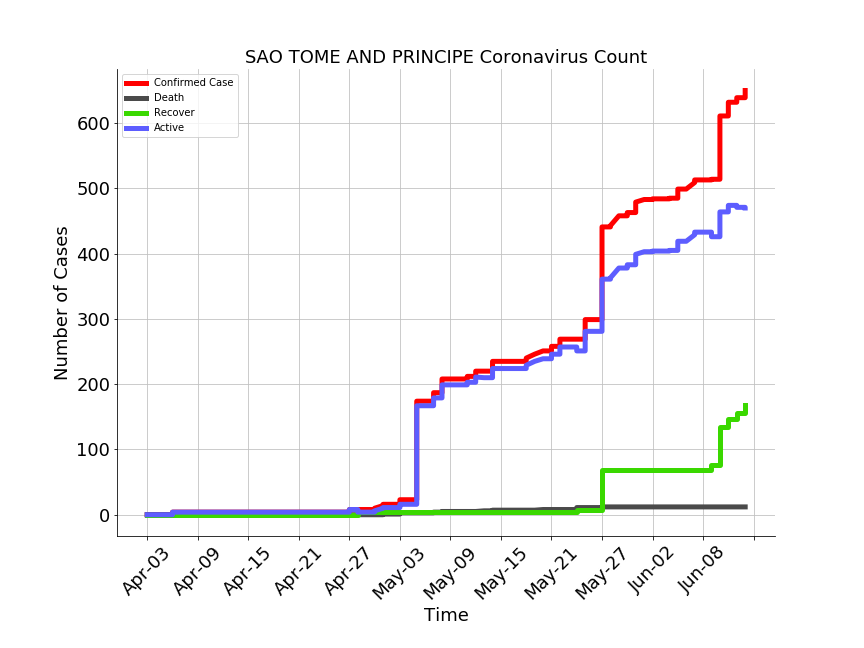 SAO TOME AND PRINCIPE Coronavirus Count
Confirmed Case
Death
Recover
Active
Number of Cases
600
500
400
300
200
100
0
Apr-03
Apr-09
Apr-15
Apr-21
Apr-27
May-03
May-09
May-15
May-21
May-27
Jun-02
Jun-08
Time